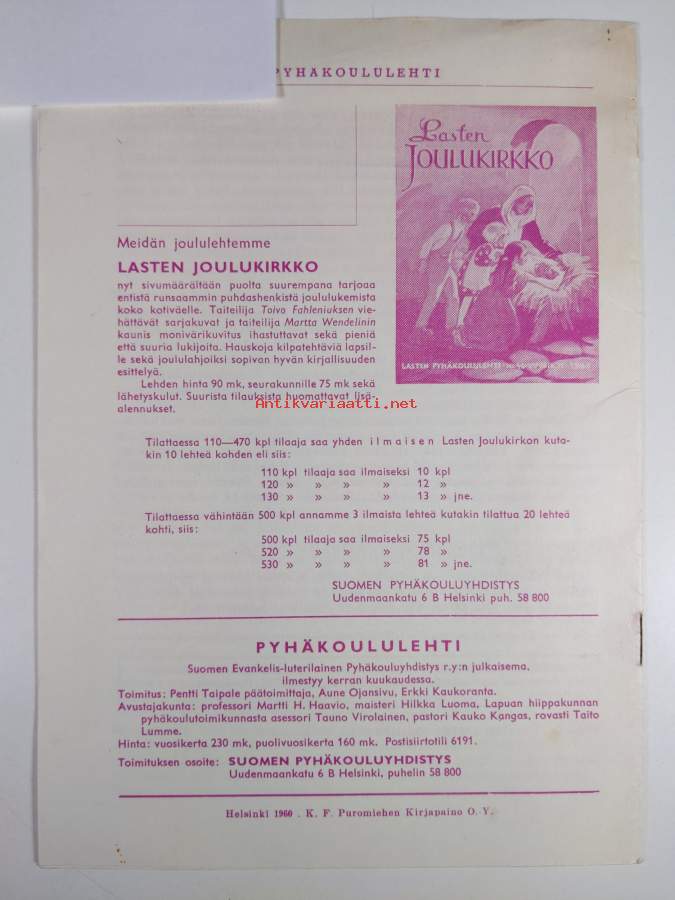 PYHÄKOULULEHTI
Lasten
JOULUKIRKKO
Meidän joululehtemme
LASTEN JOULUKIRKKO
nyt sivumäärältään puolta suurempana tarjoaa
entistä runsaammin puhdashenkistä joululukemista
koko kotiväelle. Taiteilija Toivo Fahleniuksen vie-
hättävät sarjakuvat ja taiteilija Martta Wendelinin
kaunis monivärikuvitus ihastuttavat sekä pieniä
että suuria lukijoita. Hauskoja kilpatehtäviä lapsil-
le sekä joululahjoiksi sopivan hyvän kirjallisuuden
esittelyä.
Lehden hinta 90 mk, seurakunnille 75 mk sekä
lähetyskulut. Suurista tilauksista huomattavat lisä-
alennukset.
LASTEN PYHÄKOULULEHTI
Antikvariaatti.net
Tilattaessa 110—470 kpl tilaaja saa yhden ilmaisen Lasten Joulukirkon kuta-
kin 10 lehteä kohden eli siis:
110 kpl tilaaja saa ilmaiseksi 10 kpl
120 » » » » 12 »
130 » » » » 13 » jne.
Tilattaessa vähintään 500 kpl annamme 3 ilmaista lehteä kutakin tilattua 20 lehteä
kohti, siis:
500 kpl tilaaja saa ilmaiseksi 75 kpl
520 » » » » 78 »
530 » » » » 81 » jne.
SUOMEN PYHÄKOULUYHDISTYS
Uudenmaankatu 6 B Helsinki puh. 58 800
PYHÄKOULULEHTI
Suomen Evankelis-luterilainen Pyhäkouluyhdistys r.y:n julkaisema,
ilmestyy kerran kuukaudessa.
Toimitus: Pentti Taipale päätoimittaja, Aune Ojansivu, Erkki Kaukoranta.
Avustajakunta: professori Martti H. Haavio, maisteri Hilkka Luoma, Lapuan hiippakunnan
pyhäkoulutoimikunnasta asessori Tauno Virolainen, pastori Kauko Kangas, rovasti Taito
Lumme.
Hinta: vuosikerta 230 mk, puolivuosikerta 160 mk. Postisiirtotili 6191.
Toimituksen osoite: SUOMEN PYHÄKOULUYHDISTYS
Uudenmaankatu 6 B Helsinki, puhelin 58 800
Helsinki 1960 . K. F. Puromiehen Kirjapaino O.Y.